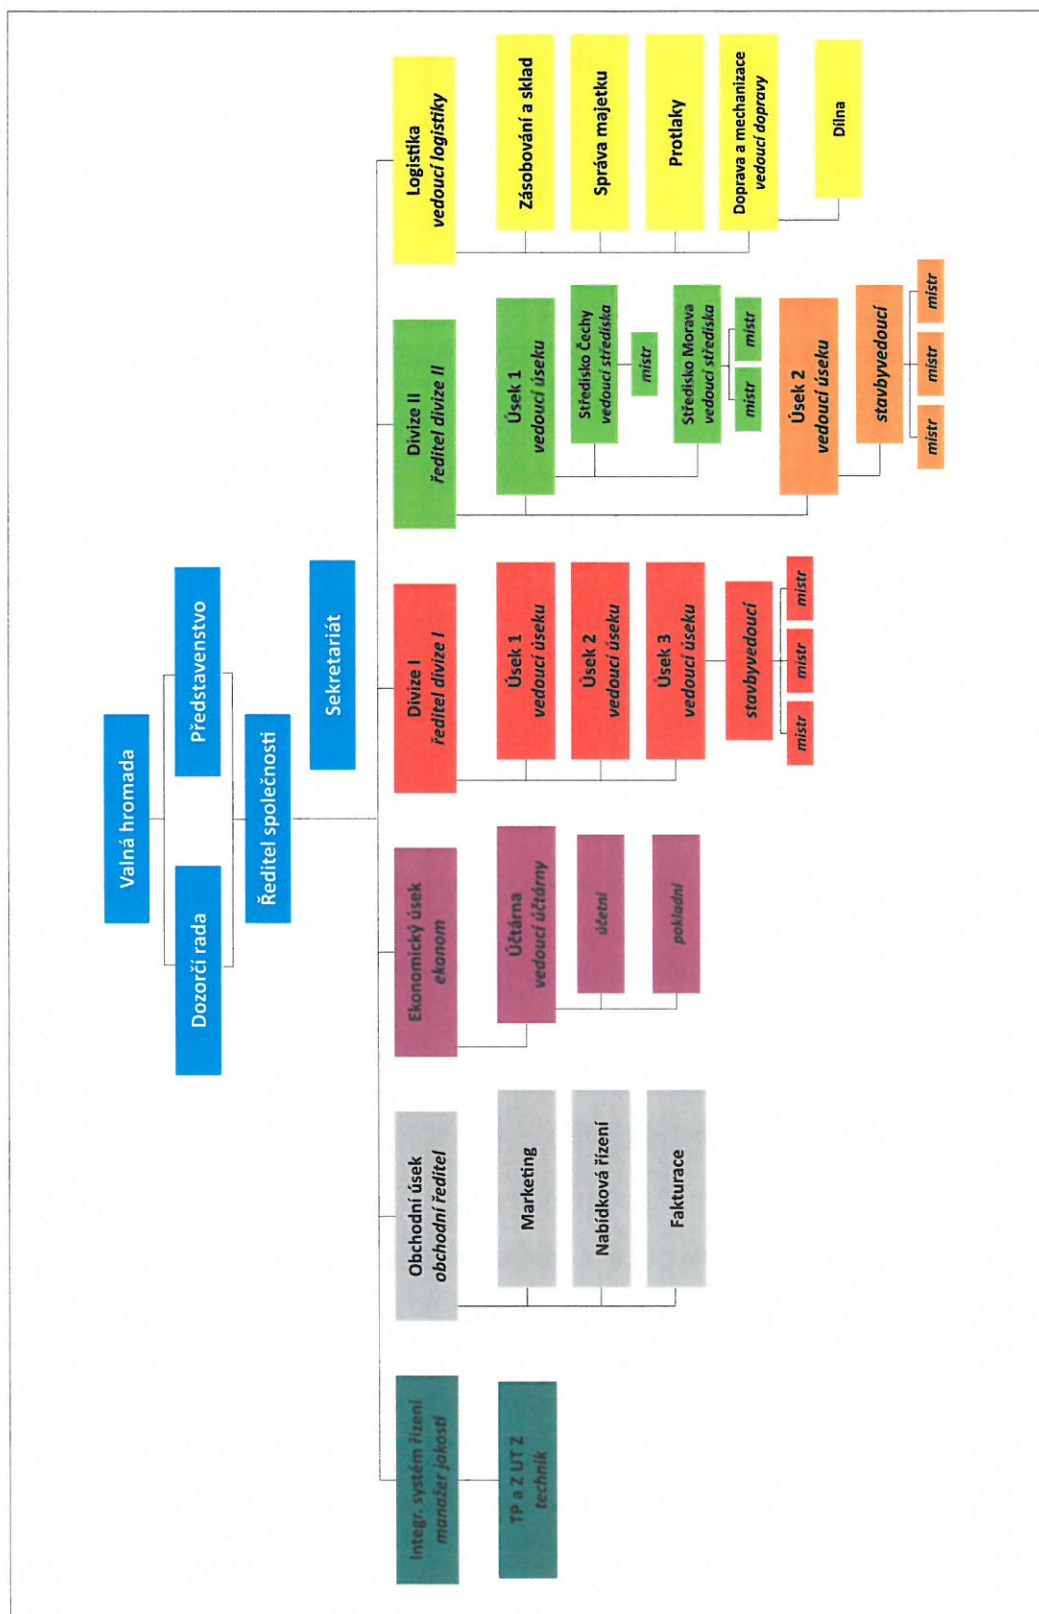 Valná hromada
Dozorčí rada
Představenstvo
Ředitel společnosti
Sekretariát
Integr. systém řízení
manažer jakosti
TP a Z UT Z
technik
Obchodní úsek
obchodní ředitel
Marketing
Nabídková řízení
Fakturace
Ekonomický úsek
ekonom
Účtárna
vedoucí účtárny
účetní
pokladní
Divize I
ředitel divize I
Úsek 1
vedoucí úseku
Úsek 2
vedoucí úseku
Úsek 3
vedoucí úseku
stavbyvedoucí
mistr
mistr
mistr
Divize II
ředitel divize II
Úsek 1
vedoucí úseku
Středisko Čechy
vedoucí střediska
mistr
Středisko Morava
vedoucí střediska
mistr
mistr
Úsek 2
vedoucí úseku
stavbyvedoucí
mistr
mistr
mistr
Logistika
vedoucí logistiky
Zásobování a sklad
Správa majetku
Protlaky
Doprava a mechanizace
vedoucí dopravy
Dílna